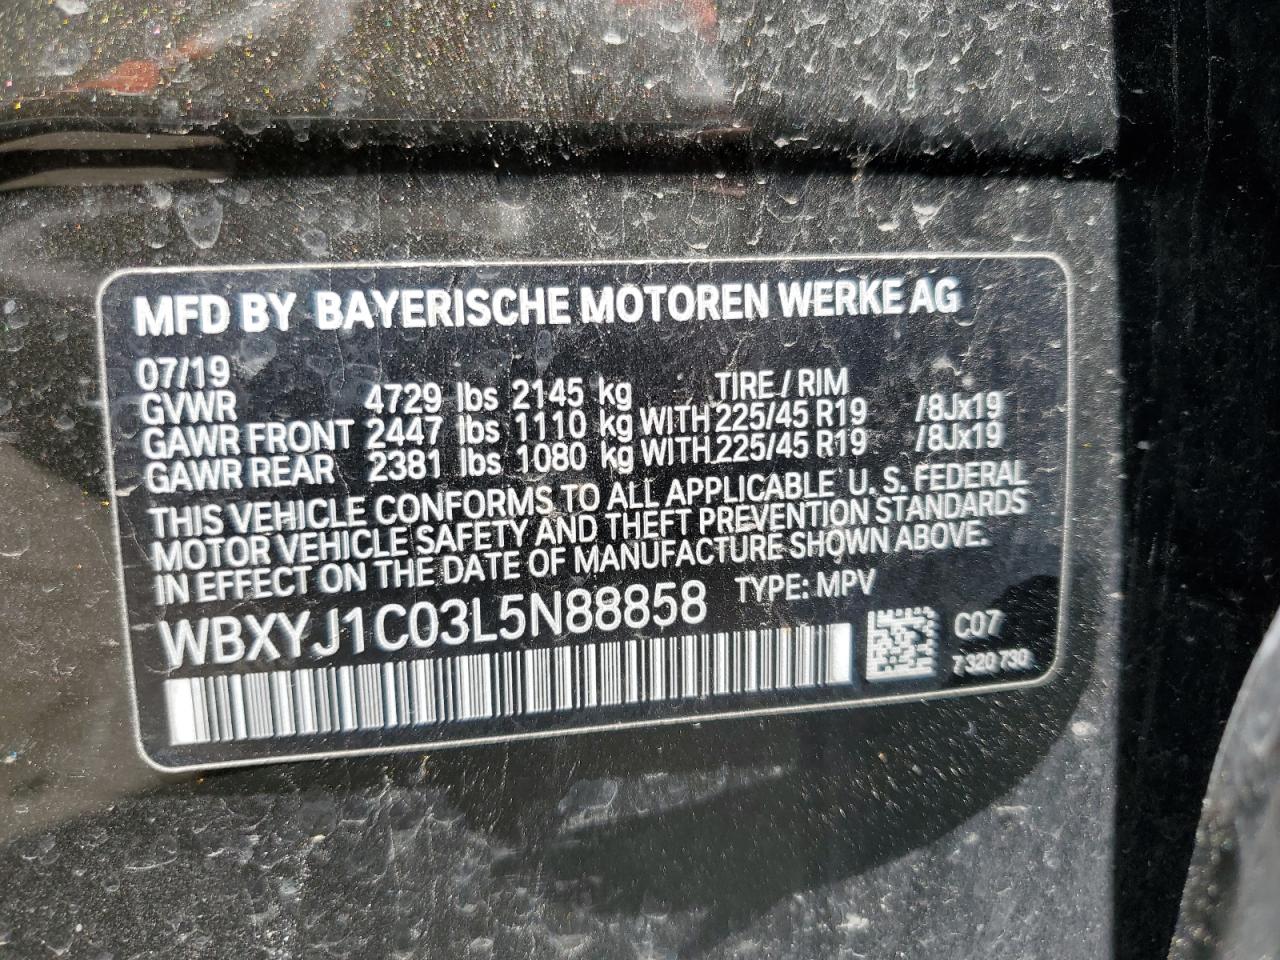 MFD BY BAYERISCHE MOTOREN WERKE AG
07/19
TIRE / RIM
GVWR 4729 lbs 2145 kg
GAWR FRONT 2447 lbs 1110 kg WITH 225/45 R19 /8Jx19
GAWR REAR 2381 lbs 1080 kg WITH 225/45 R19 /8Jx19
THIS VEHICLE CONFORMS TO ALL APPLICABLE U.S. FEDERAL
MOTOR VEHICLE SAFETY AND THEFT PREVENTION STANDARDS
IN EFFECT ON THE DATE OF MANUFACTURE SHOWN ABOVE.
WBXYJ1C03L5N88858 TYPE: MPV
C07
7 320 730